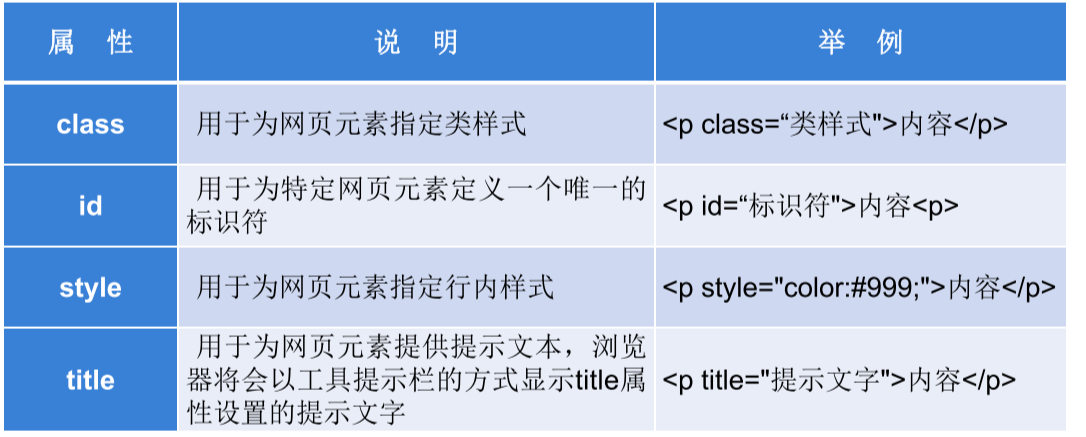 属 性
说 明
举 例
class
用于为网页元素指定类样式
<p class=“类样式">内容</p>
id
用于为特定网页元素定义一个唯一的
标识符
<p id=“标识符">内容<p>
style
用于为网页元素指定行内样式
<p style="color:#999;">内容</p>
title
用于为网页元素提供提示文本，浏览
器将会以工具提示栏的方式显示title属
性设置的提示文字
<p title="提示文字">内容</p>